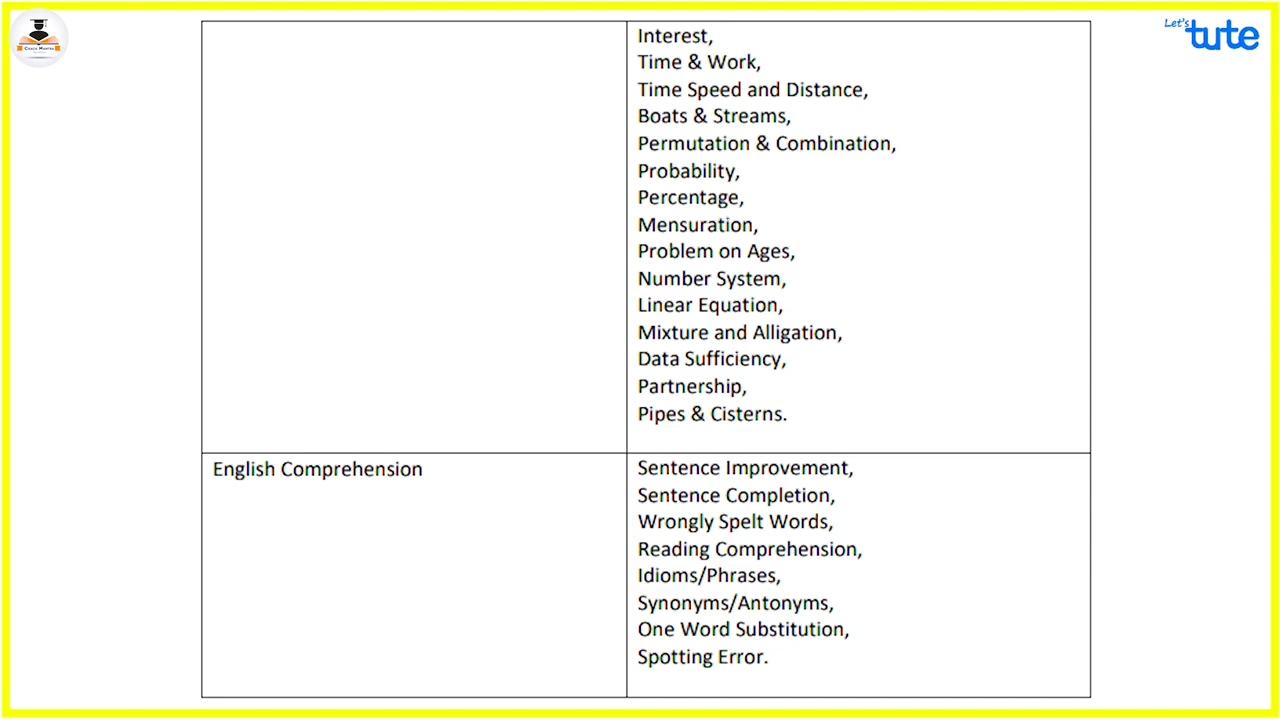 Let's
tute
COACH MANTRA
Interest,
Time & Work,
Time Speed and Distance,
Boats & Streams,
Permutation & Combination,
Probability,
Percentage,
Mensuration,
Problem on Ages,
Number System,
Linear Equation,
Mixture and Alligation,
Data Sufficiency,
Partnership,
Pipes & Cisterns.
English Comprehension
Sentence Improvement,
Sentence Completion,
Wrongly Spelt Words,
Reading Comprehension,
Idioms/Phrases,
Synonyms/Antonyms,
One Word Substitution,
Spotting Error.